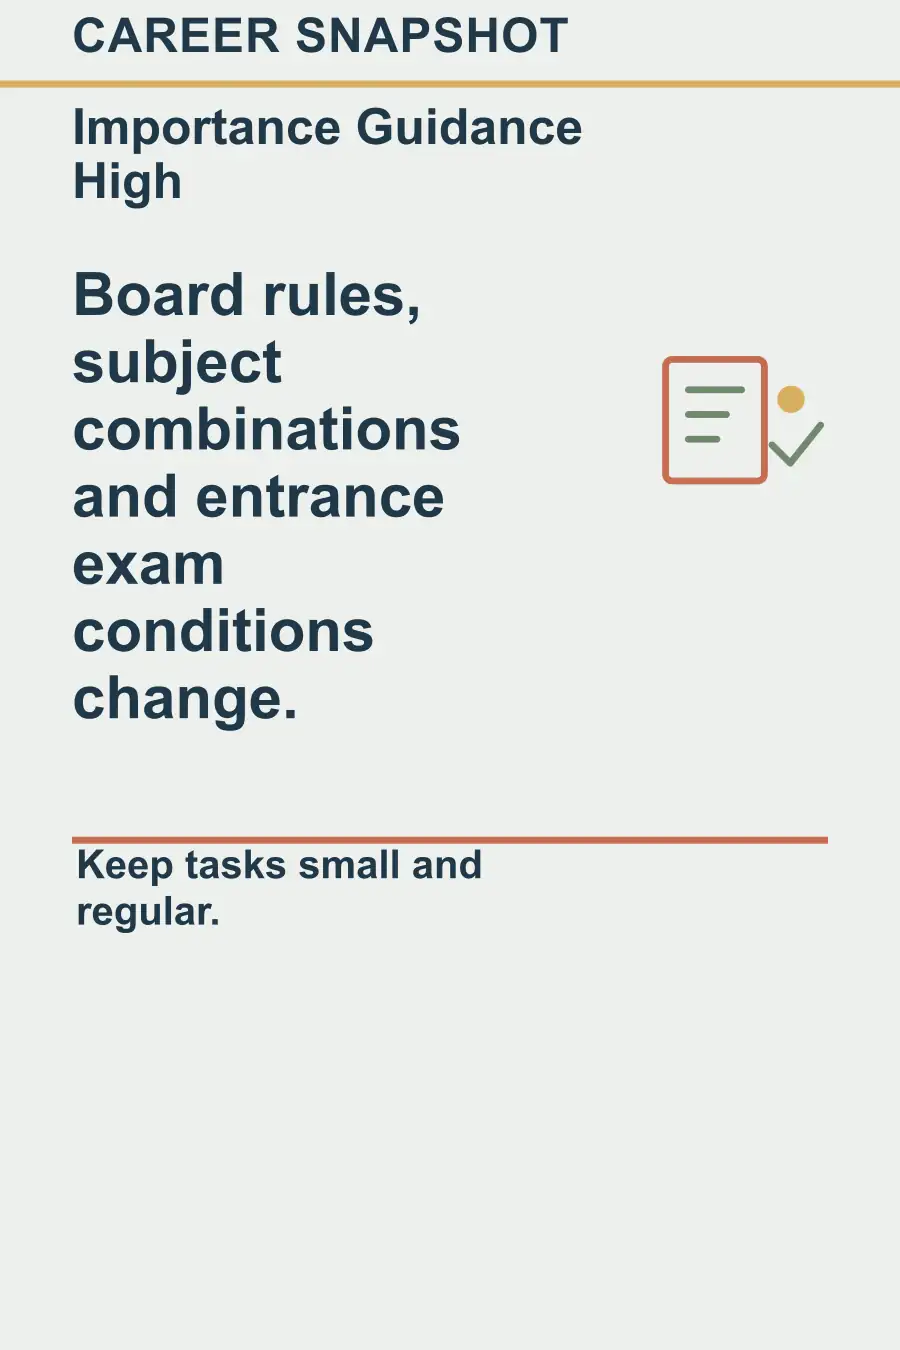 CAREER SNAPSHOT
Importance Guidance
High
Board rules,
subject
combinations
and entrance
exam
conditions
change.
Keep tasks small and
regular.